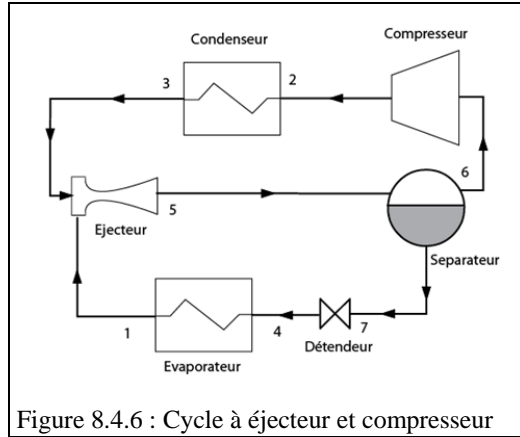 Condenseur
Compresseur
3
2
6
5
Ejecteur
Separateur
1
4
7
Détendeur
Evaporateur
Figure 8.4.6 : Cycle à éjecteur et compresseur